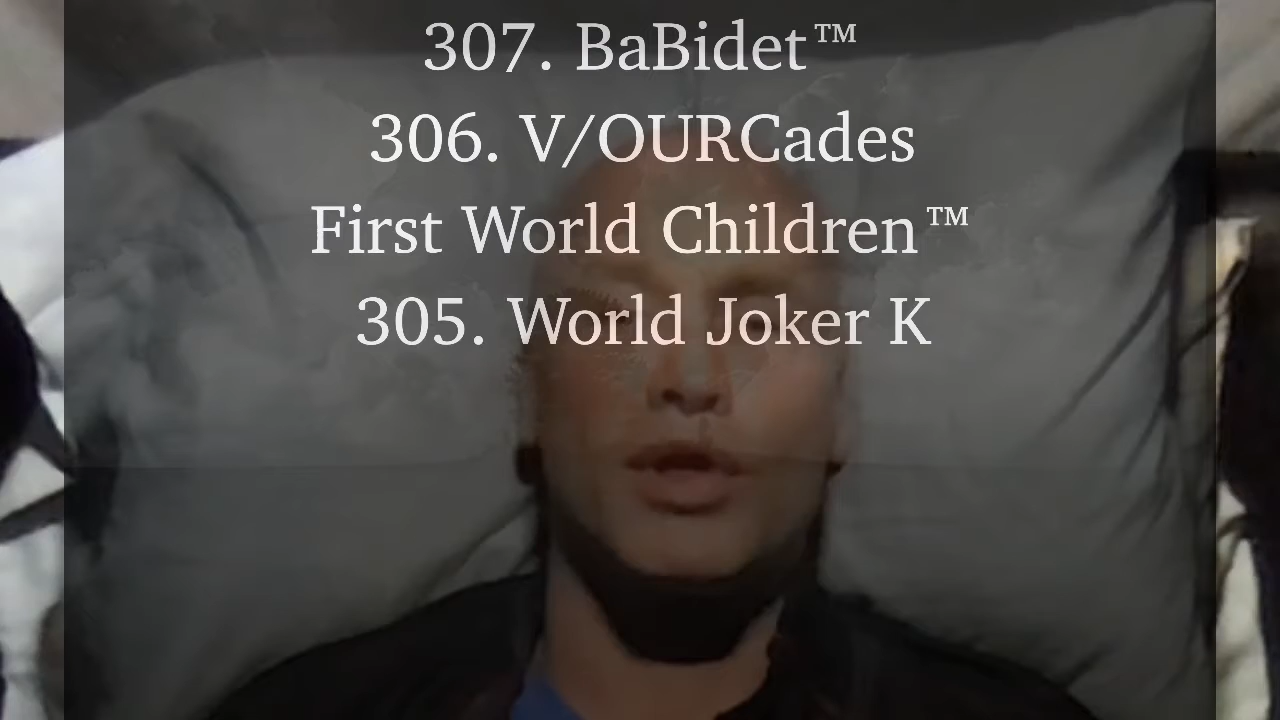 307. BaBidet™
306. V/OURCades
First World Children™
305. World Joker K